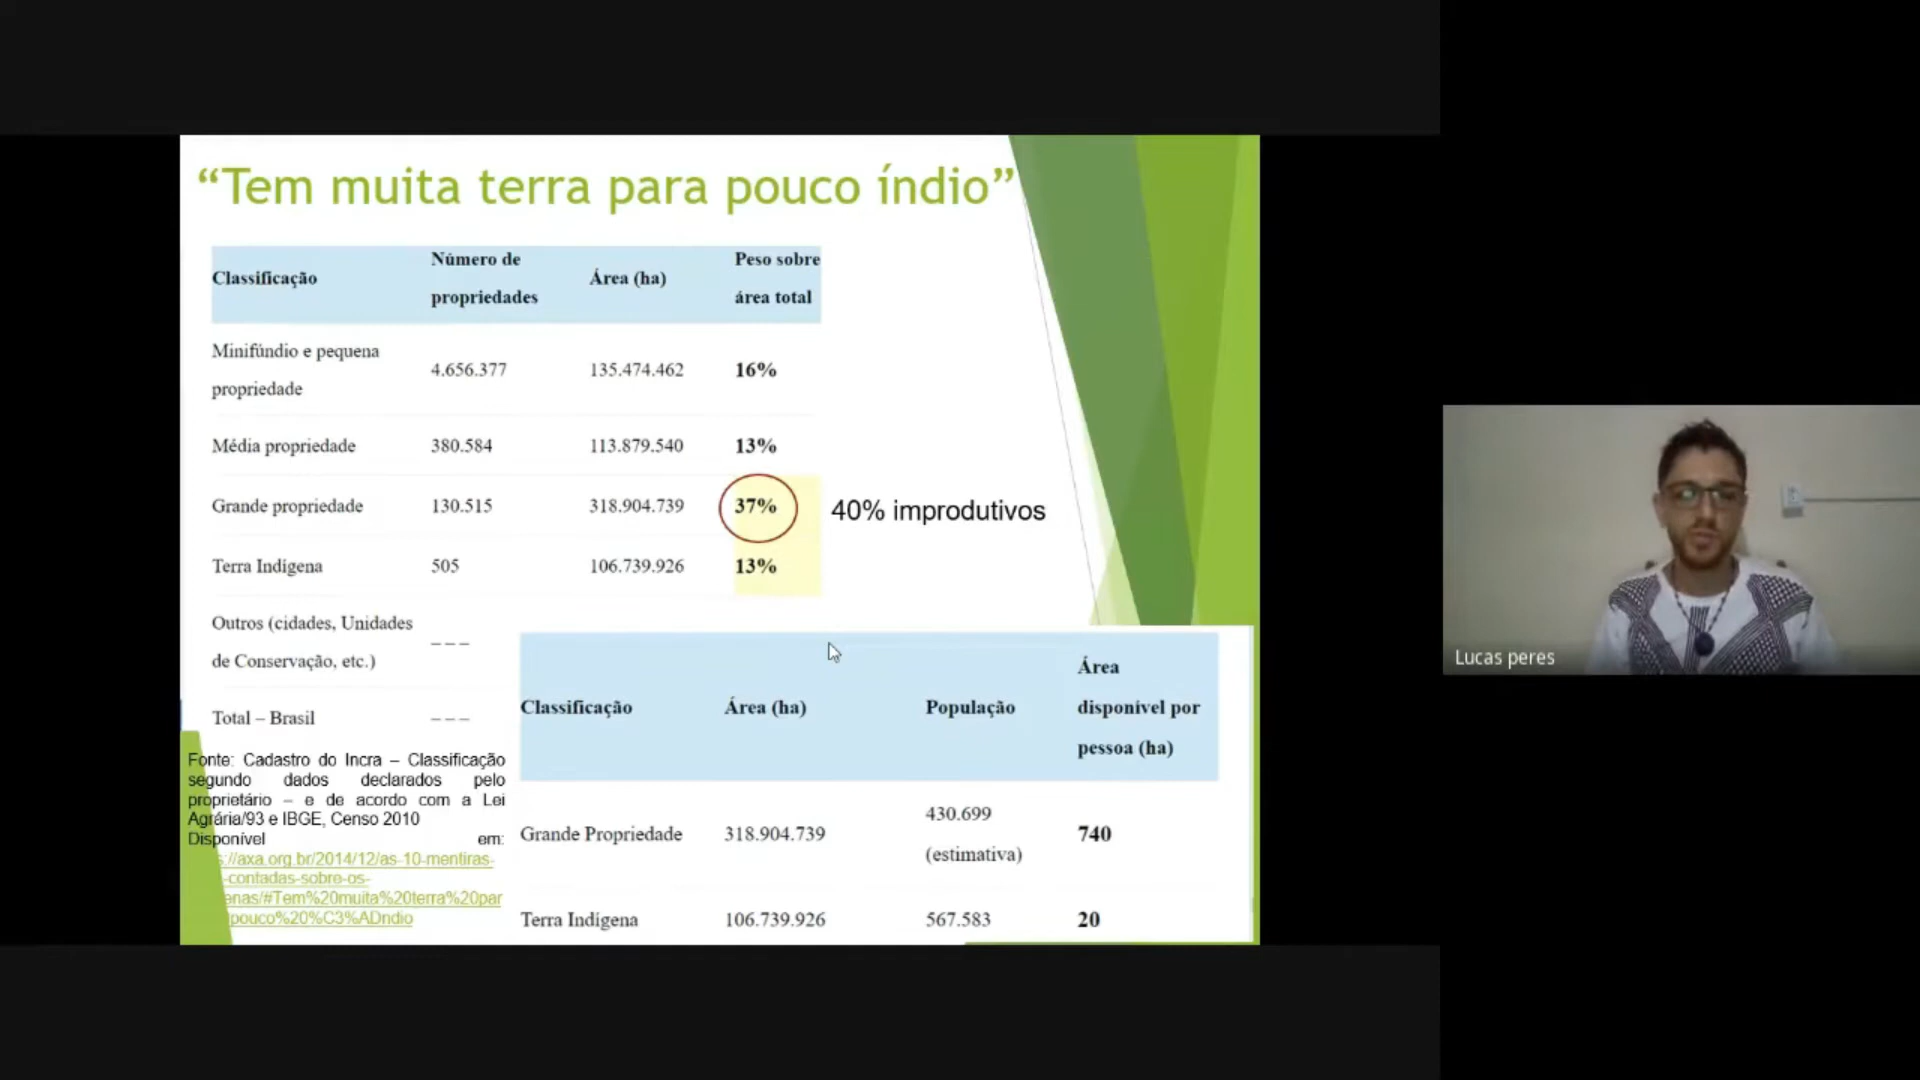 “Tem muita terra para pouco índio”
Classificação
Número de
propriedades
Área (ha)
Peso sobre
área total
Minifúndio e pequena
propriedade
4.656.377
135.474.462
16%
Média propriedade
380.584
113.879.540
13%
Grande propriedade
130.515
318.904.739
37%
40% improdutivos
Terra Indígena
505
106.739.926
13%
Outros (cidades, Unidades
de Conservação, etc.)
– – –
Total – Brasil
– – –
Fonte: Cadastro do Incra – Classificação
segundo dados declarados pelo
proprietário – e de acordo com a Lei
Agrária/93 e IBGE, Censo 2010
Disponível em:
s://axa.org.br/2014/12/as-10-mentiras-
-contadas-sobre-os-
enas/#Tem%20muita%20terra%20par
pouco%20%C3%ADndio
Classificação
Área (ha)
População
Área
disponível por
pessoa (ha)
Grande Propriedade
318.904.739
430.699
(estimativa)
740
Terra Indígena
106.739.926
567.583
20
Lucas peres